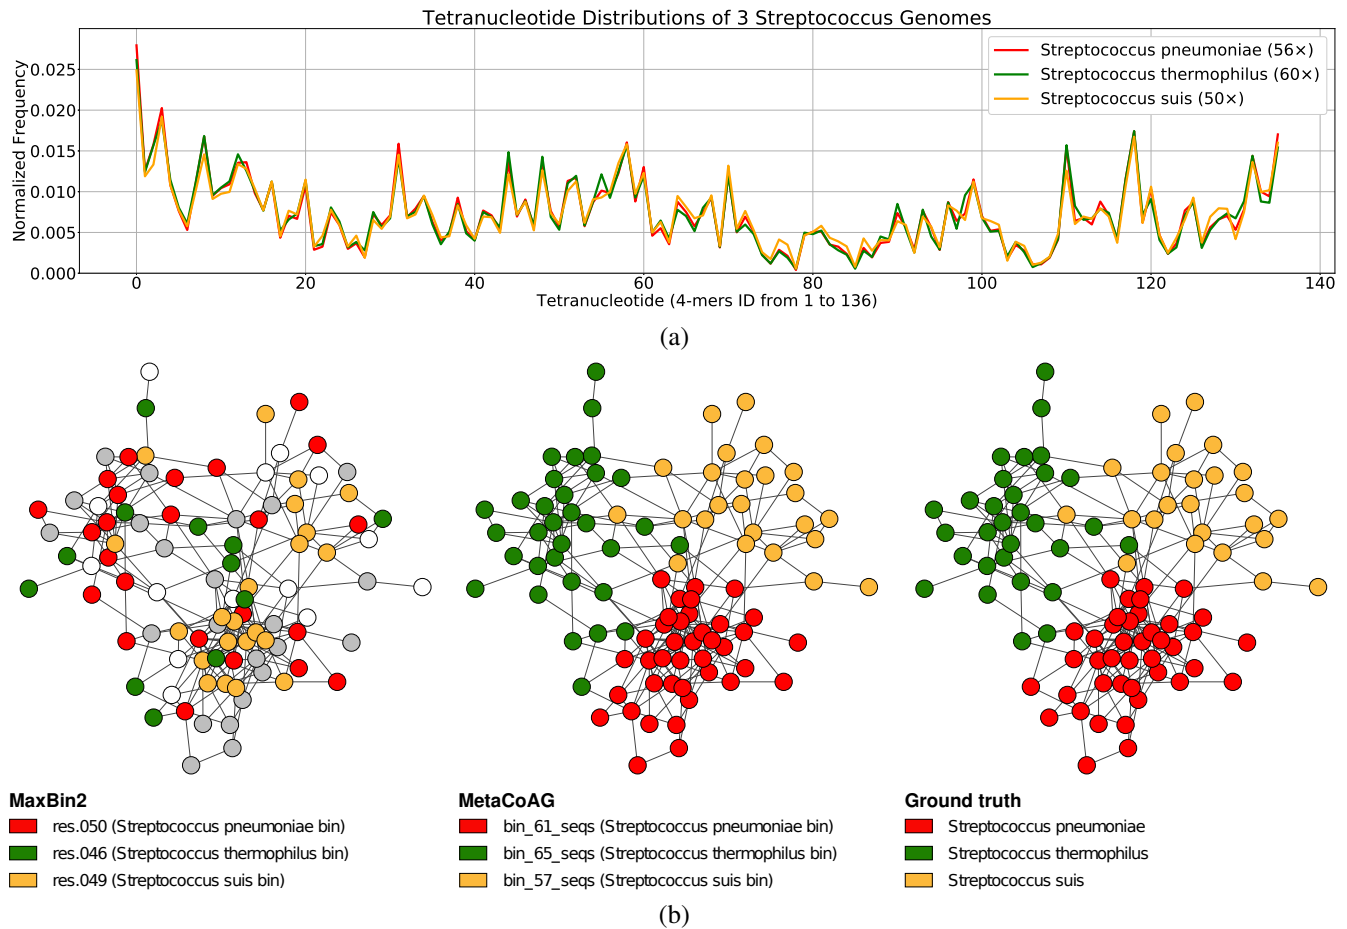 Tetranucleotide Distributions of 3 Streptococcus Genomes
Normalized Frequency
0.025
0.020
0.015
0.010
0.005
0.000
Streptococcus pneumoniae (56×)
Streptococcus thermophilus (60×)
Streptococcus suis (50×)
0 20 40 60 80 100 120 140
Tetranucleotide (4-mers ID from 1 to 136)
(a)
MaxBin2
res.050 (Streptococcus pneumoniae bin)
res.046 (Streptococcus thermophilus bin)
res.049 (Streptococcus suis bin)
MetaCoAG
bin_61_seqs (Streptococcus pneumoniae bin)
bin_65_seqs (Streptococcus thermophilus bin)
bin_57_seqs (Streptococcus suis bin)
Ground truth
Streptococcus pneumoniae
Streptococcus thermophilus
Streptococcus suis
(b)